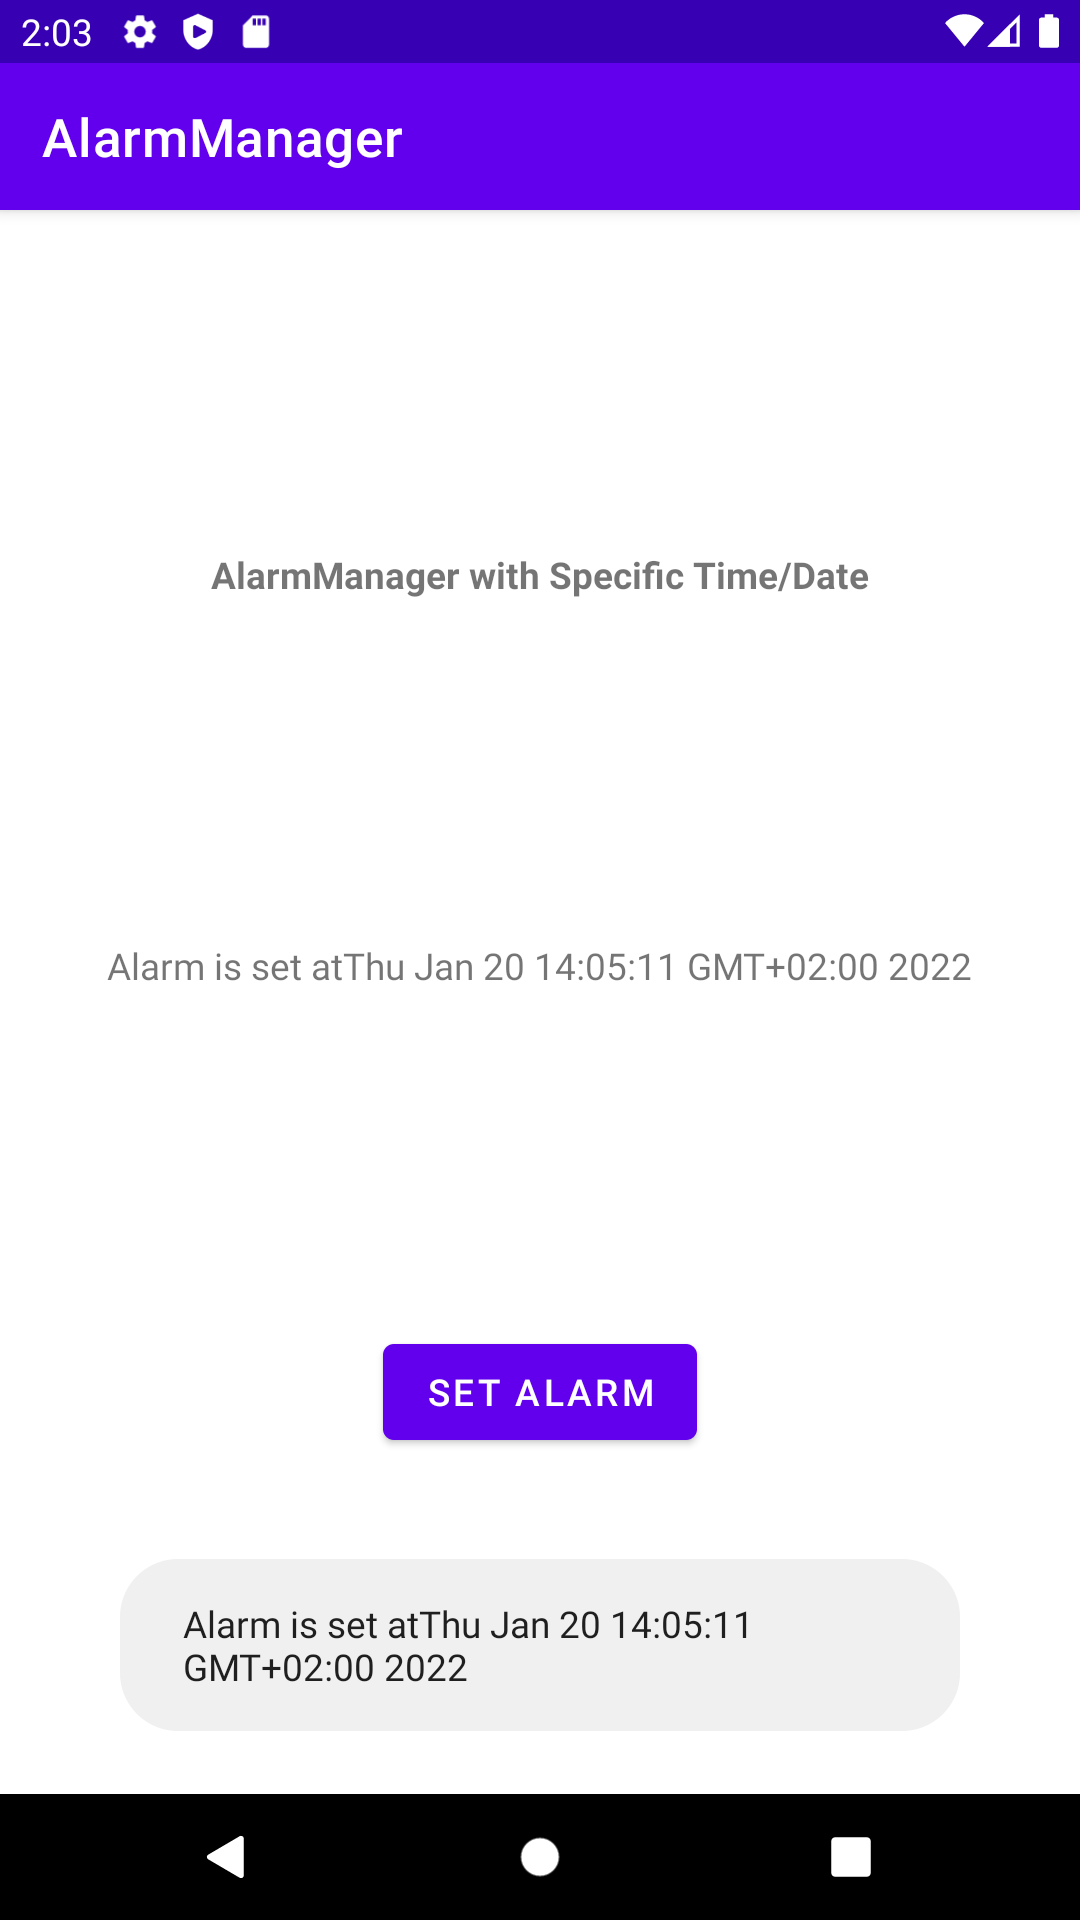 2:03
AlarmManager
AlarmManager with Specific Time/Date
Alarm is set atThu Jan 20 14:05:11 GMT+02:00 2022
SET ALARM
Alarm is set atThu Jan 20 14:05:11
GMT+02:00 2022